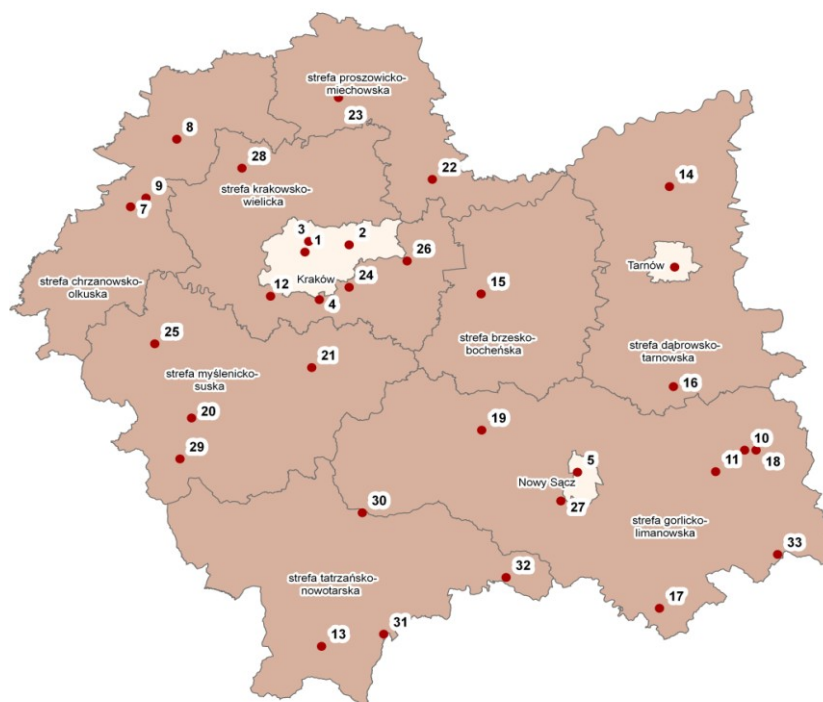 strefa proszowicko-
miechowska
23
8
28
strefa krakowsko-
wielicka
22
14
9
7
3
1
2
26
Tarnów
strefa chrzanowsko-
olkuska
12
Kraków
24
4
15
25
21
strefa brzesko-
bocheńska
strefa dąbrowsko-
tarnowska
strefa myślenicko-
suska
16
20
19
29
10
11
18
5
Nowy Sącz
27
strefa gorlicko-
limanowska
30
33
strefa tatrzańsko-
nowotarska
32
17
31
13